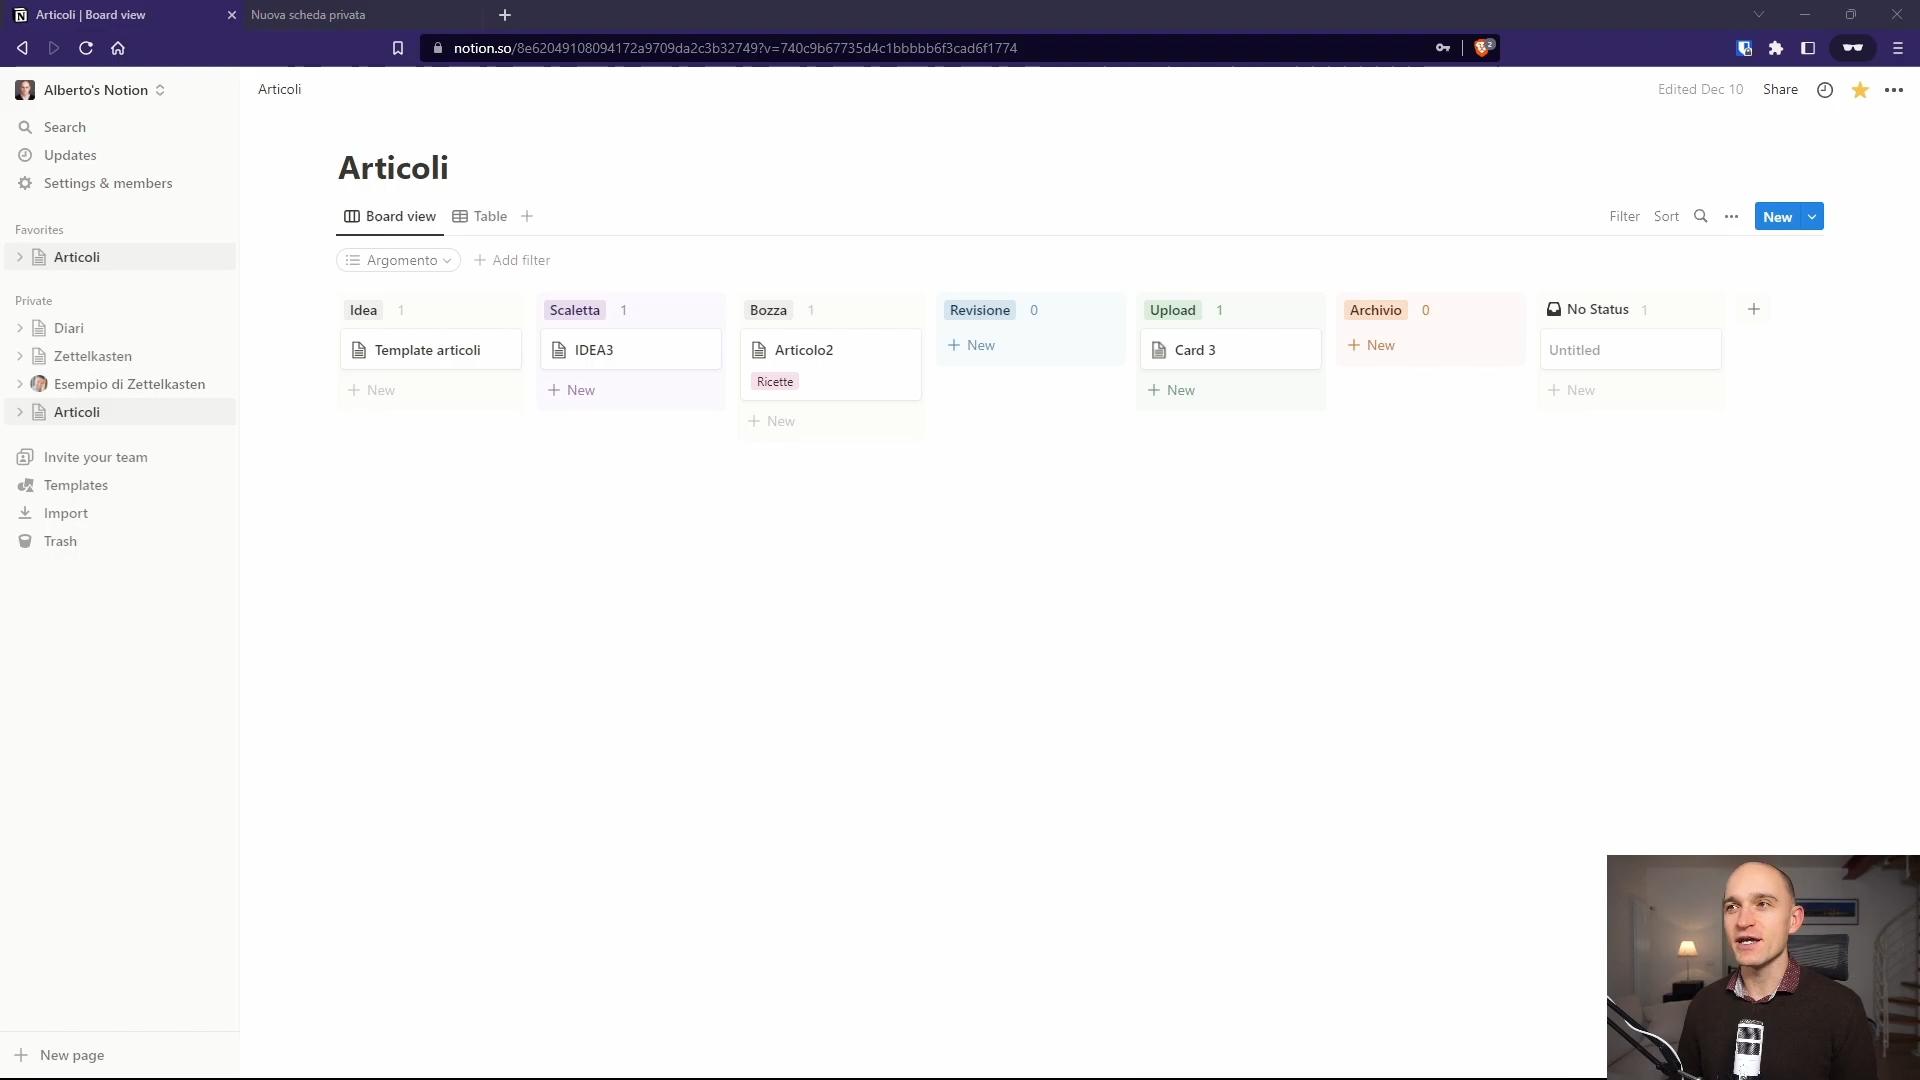 Articoli | Board view
Nuova scheda privata
notion.so/8e62049108094172a9709da2c3b32749?v=740c9b67735d4c1bbbbb6f3cad6f1774
2
Alberto's Notion
Articoli
Edited Dec 10
Share
Search
Updates
Settings & members
Favorites
Articoli
Private
Diari
Zettelkasten
Esempio di Zettelkasten
Articoli
Invite your team
Templates
Import
Trash
New page
Articoli
Board view
Table
Filter
Sort
New
Argomento
Add filter
Idea 1
Template articoli
New
Scaletta 1
IDEA3
New
Bozza 1
Articolo2
Ricette
New
Revisione 0
New
Upload 1
Card 3
New
Archivio 0
New
No Status 1
Untitled
New